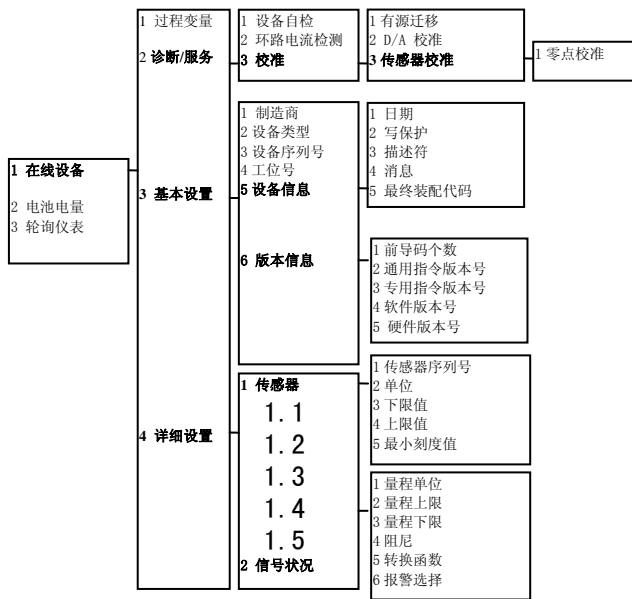 1 在线设备
2 电池电量
3 轮询仪表
1 过程变量
2 诊断/服务
3 基本设置
4 详细设置
1 设备自检
2 环路电流检测
3 校准
1 有源迁移
2 D/A 校准
3 传感器校准
1 零点校准
1 制造商
2 设备类型
3 设备序列号
4 工位号
5 设备信息
6 版本信息
1 日期
2 写保护
3 描述符
4 消息
5 最终装配代码
1 前导码个数
2 通用指令版本号
3 专用指令版本号
4 软件版本号
5 硬件版本号
1 传感器
1.1
1.2
1.3
1.4
1.5
2 信号状况
1 传感器序列号
2 单位
3 下限值
4 上限值
5 最小刻度值
1 量程单位
2 量程上限
3 量程下限
4 阻尼
5 转换函数
6 报警选择